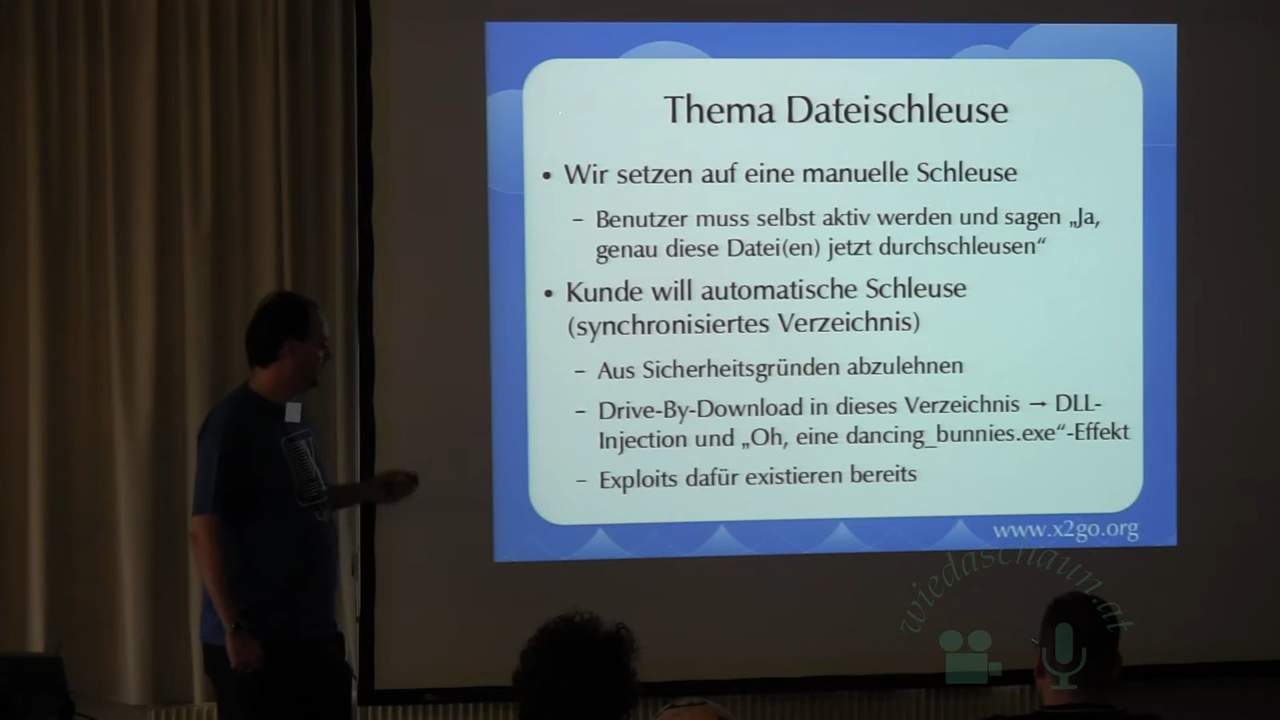 Thema Dateischleuse
• Wir setzen auf eine manuelle Schleuse
– Benutzer muss selbst aktiv werden und sagen „Ja,
genau diese Datei(en) jetzt durchschleusen“
• Kunde will automatische Schleuse
(synchronisiertes Verzeichnis)
– Aus Sicherheitsgründen abzulehnen
– Drive-By-Download in dieses Verzeichnis → DLL-
Injection und „Oh, eine dancing_bunnies.exe“-Effekt
– Exploits dafür existieren bereits
www.x2go.org
wiedaschaun.at